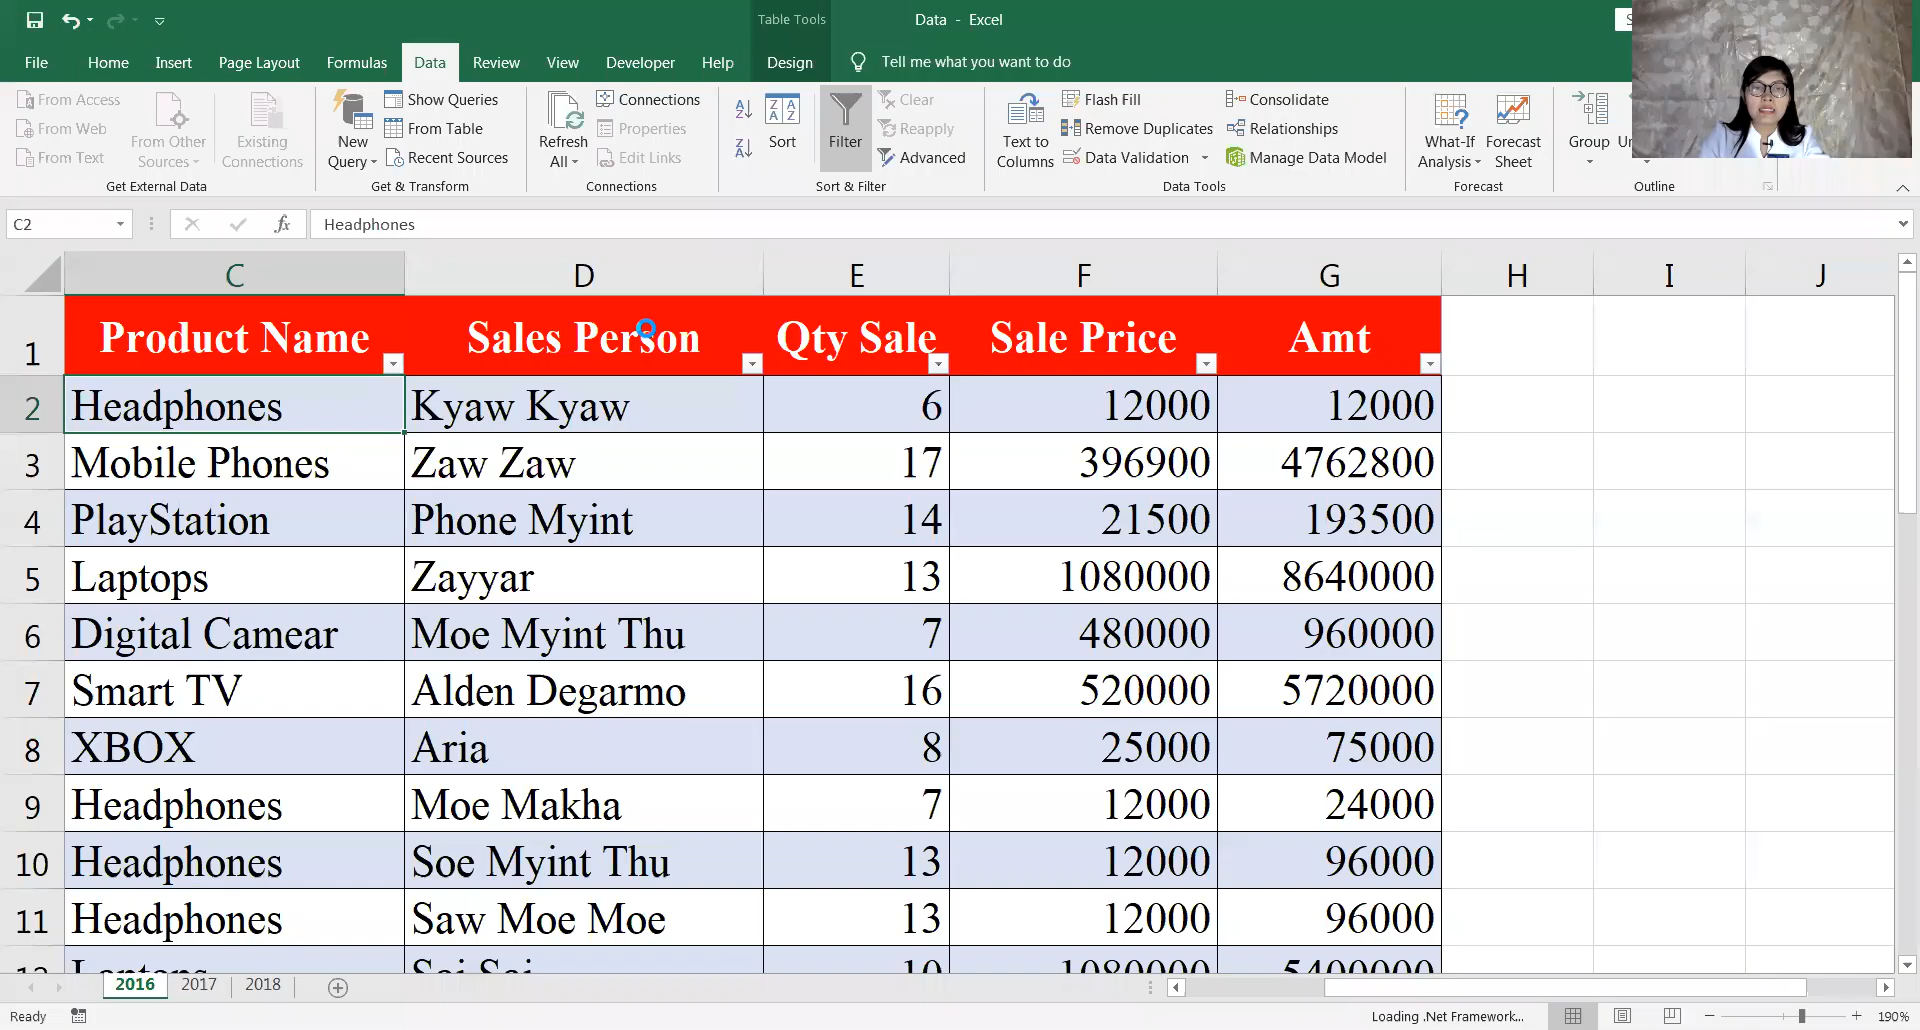 Table Tools
Data - Excel
File Home Insert Page Layout Formulas Data Review View Developer Help Design Tell me what you want to do
From Access
From Web
From Text
From Other Sources
Existing Connections
Get External Data
New Query
Show Queries
From Table
Recent Sources
Get & Transform
Refresh All
Connections
Properties
Edit Links
Connections
Sort
Filter
Clear
Reapply
Advanced
Sort & Filter
Text to Columns
Flash Fill
Remove Duplicates
Data Validation
Consolidate
Relationships
Manage Data Model
Data Tools
What-If Analysis
Forecast Sheet
Forecast
Group
Outline
C2 fx Headphones
C D E F G H I J
1 Product Name Sales Person Qty Sale Sale Price Amt
2 Headphones Kyaw Kyaw 6 12000 12000
3 Mobile Phones Zaw Zaw 17 396900 4762800
4 PlayStation Phone Myint 14 21500 193500
5 Laptops Zayyar 13 1080000 8640000
6 Digital Camear Moe Myint Thu 7 480000 960000
7 Smart TV Alden Degarmo 16 520000 5720000
8 XBOX Aria 8 25000 75000
9 Headphones Moe Makha 7 12000 24000
10 Headphones Soe Myint Thu 13 12000 96000
11 Headphones Saw Moe Moe 13 12000 96000
12 Laptops Sai Sai 10 1080000 5400000
2016 2017 2018
Ready Loading .Net Framework... 190%